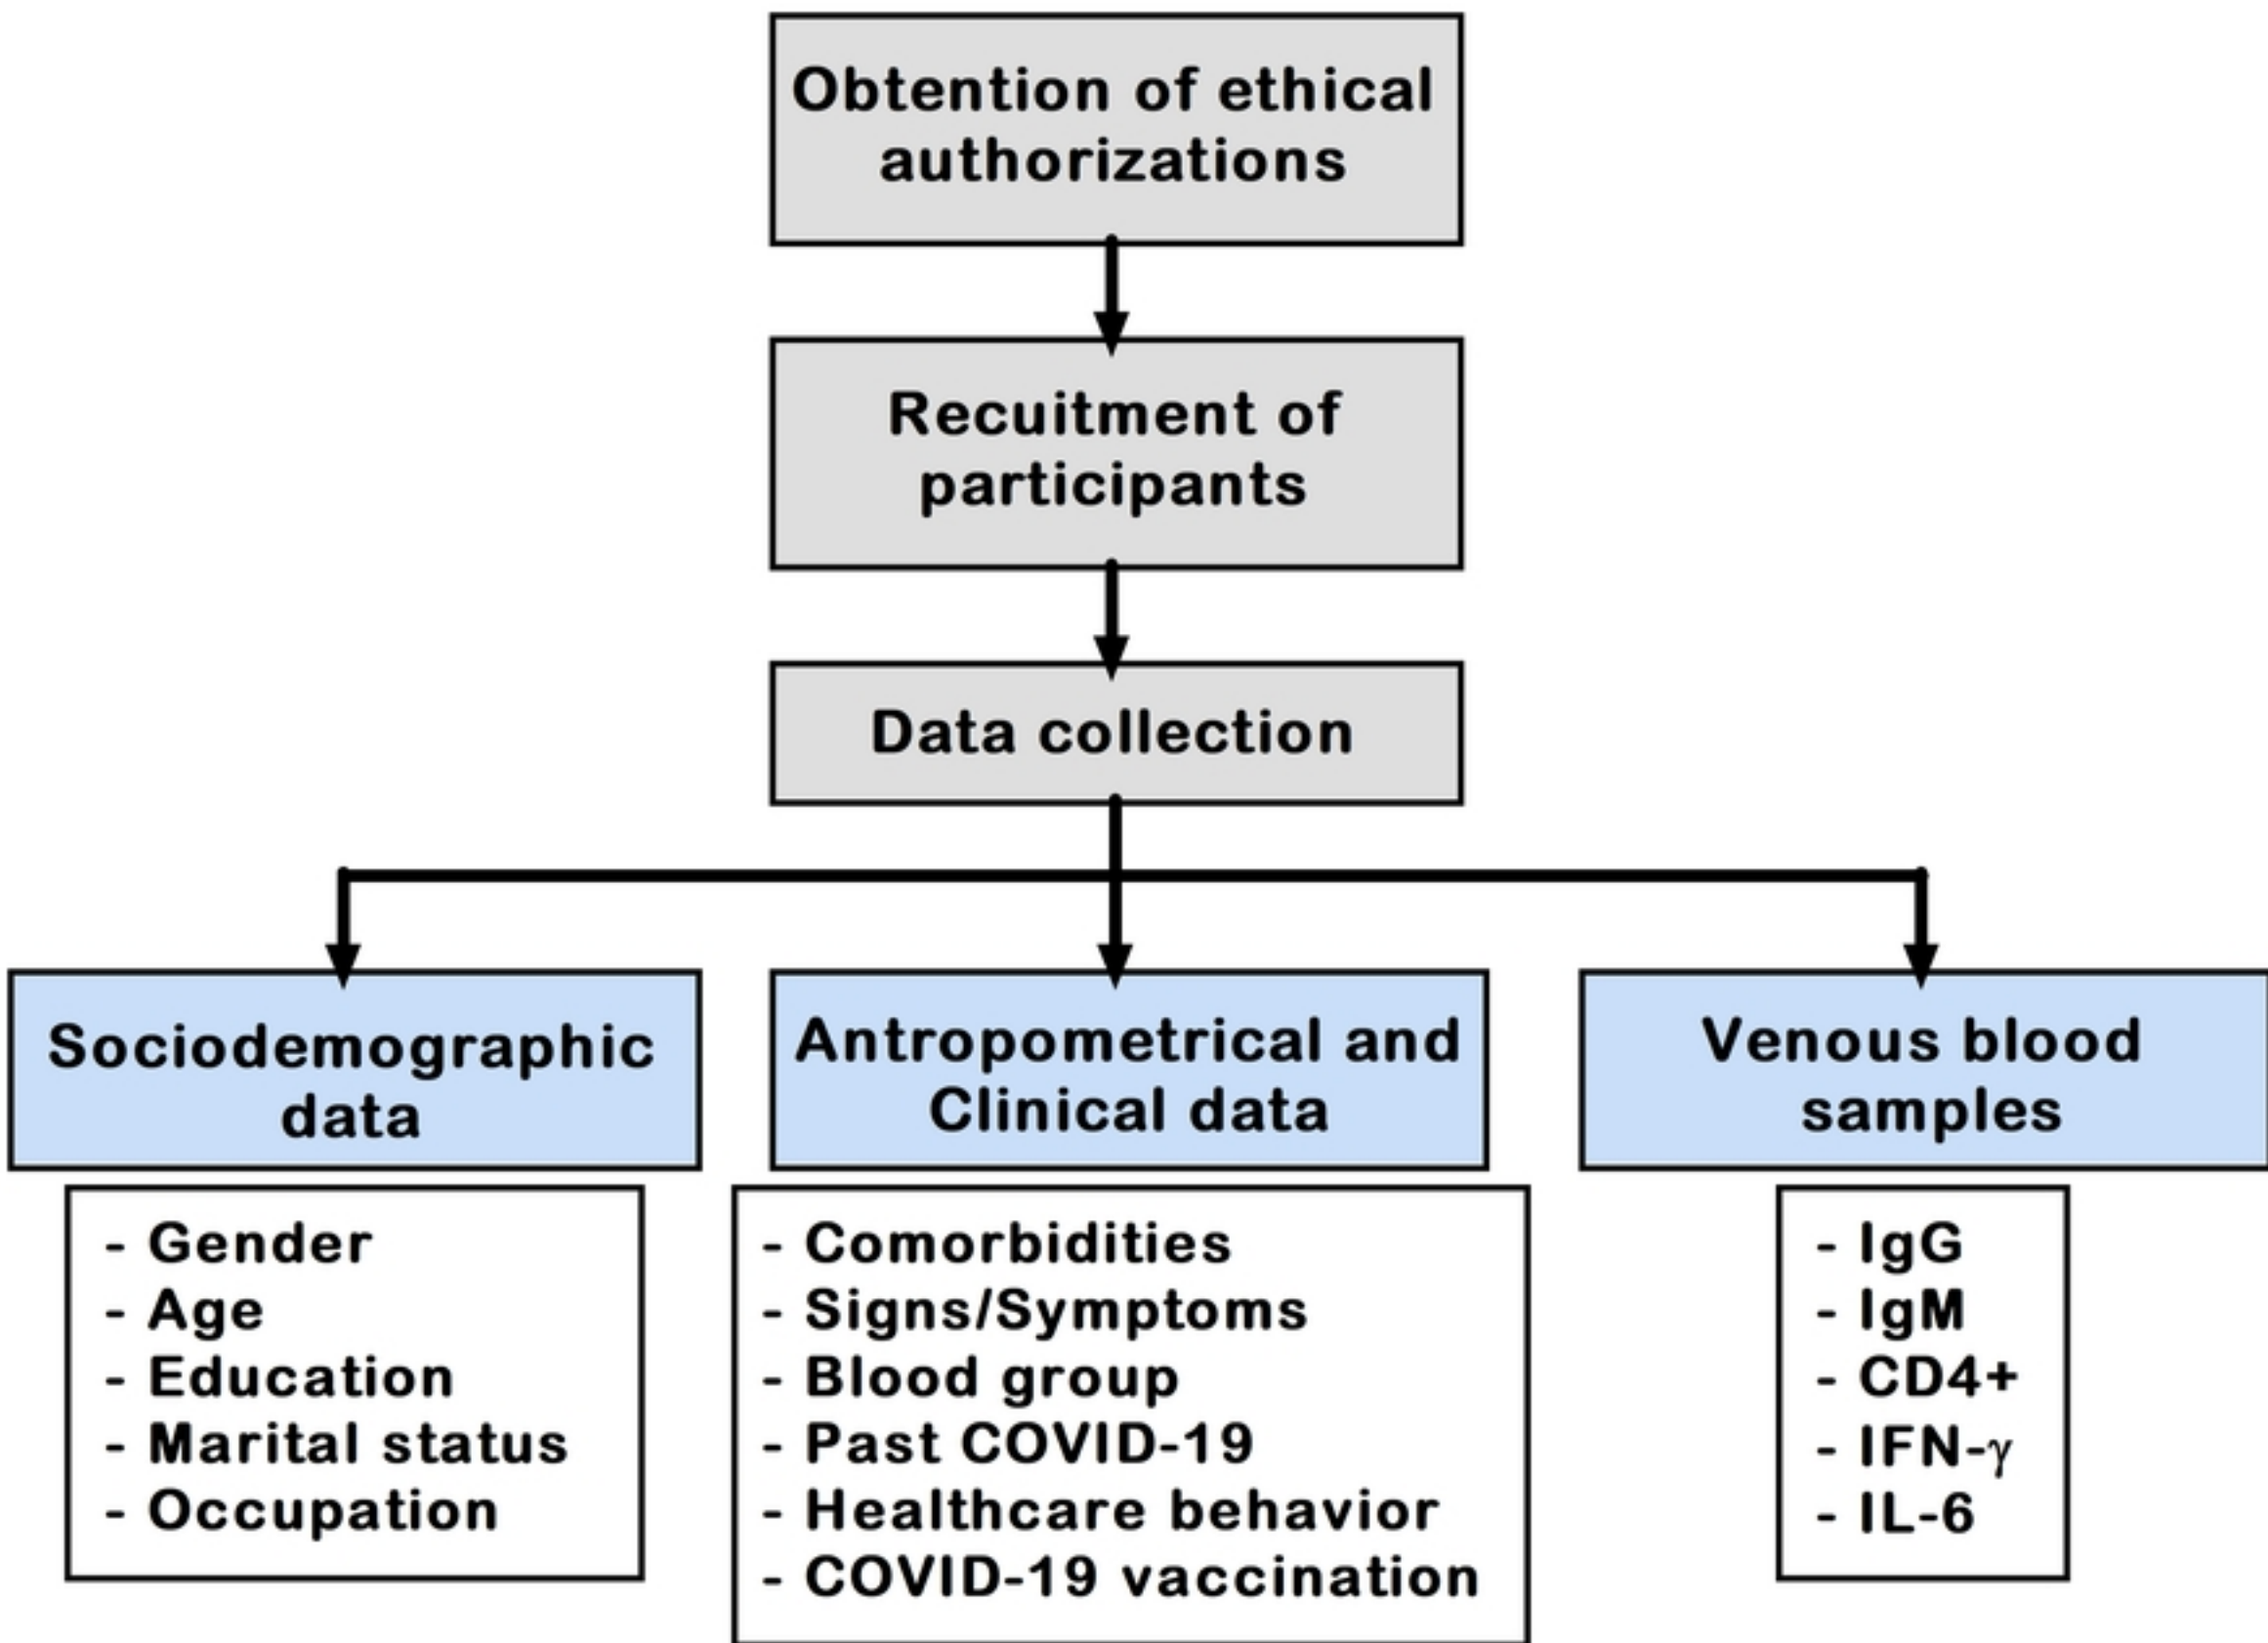 Obtention of ethical
authorizations
Recuitment of
participants
Data collection
Sociodemographic
data
- Gender
- Age
- Education
- Marital status
- Occupation
Antropometrical and
Clinical data
- Comorbidities
- Signs/Symptoms
- Blood group
- Past COVID-19
- Healthcare behavior
- COVID-19 vaccination
Venous blood
samples
- IgG
- IgM
- CD4+
- IFN-γ
- IL-6